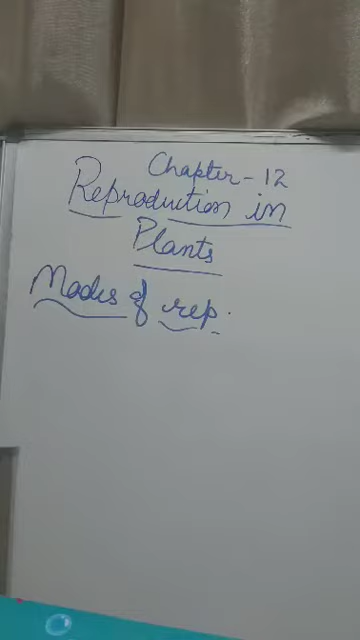 Chapter - 12
Reproduction in
Plants
Modes of rep.